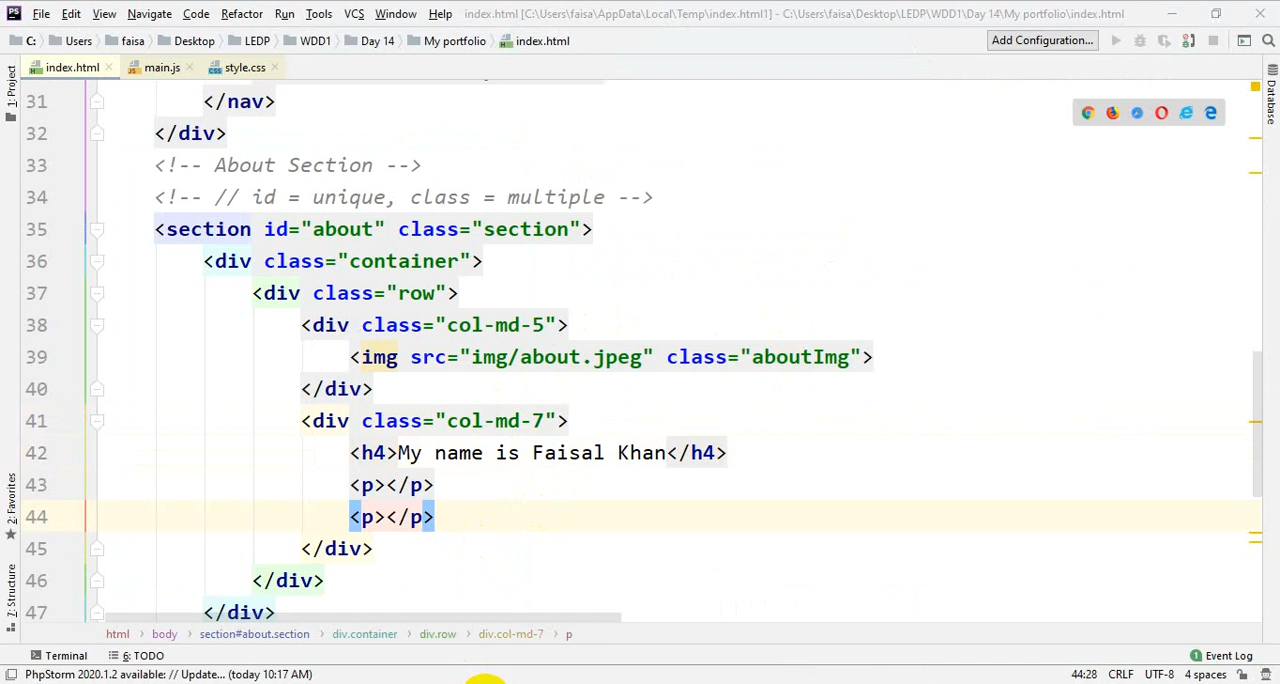 File Edit View Navigate Code Refactor Run Tools VCS Window Help index.html [C:\Users\faisa\AppData\Local\Temp\index.html1] - C:\Users\faisa\Desktop\LEDP\WDD1\Day 14\My portfolio\index.html
C: Users faisa Desktop LEDP WDD1 Day 14 My portfolio index.html Add Configuration...
index.html main.js style.css
1: Project
Database
31 </nav>
32 </div>
33 <!-- About Section -->
34 <!-- // id = unique, class = multiple -->
35 <section id="about" class="section">
36 <div class="container">
37 <div class="row">
38 <div class="col-md-5">
39 <img src="img/about.jpeg" class="aboutImg">
40 </div>
41 <div class="col-md-7">
42 <h4>My name is Faisal Khan</h4>
43 <p></p>
44 <p></p>
45 </div>
46 </div>
47 </div>
2: Favorites
Z: Structure
html body section#about.section div.container div.row div.col-md-7 p
Terminal 6: TODO 1 Event Log
PhpStorm 2020.1.2 available: // Update... (today 10:17 AM) 44:28 CRLF UTF-8 4 spaces